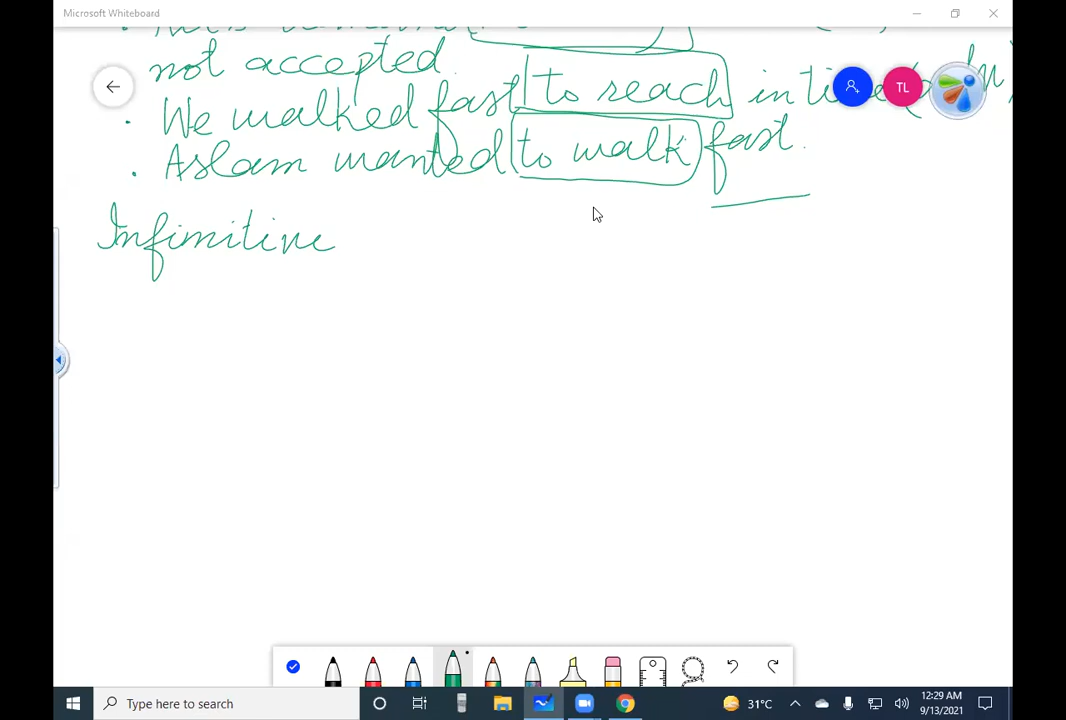 Microsoft Whiteboard
not accepted.
• We walked fast to reach in time
• Aslam wanted to walk fast.
Infinitive
TL
Type here to search
31°C
12:29 AM
9/13/2021